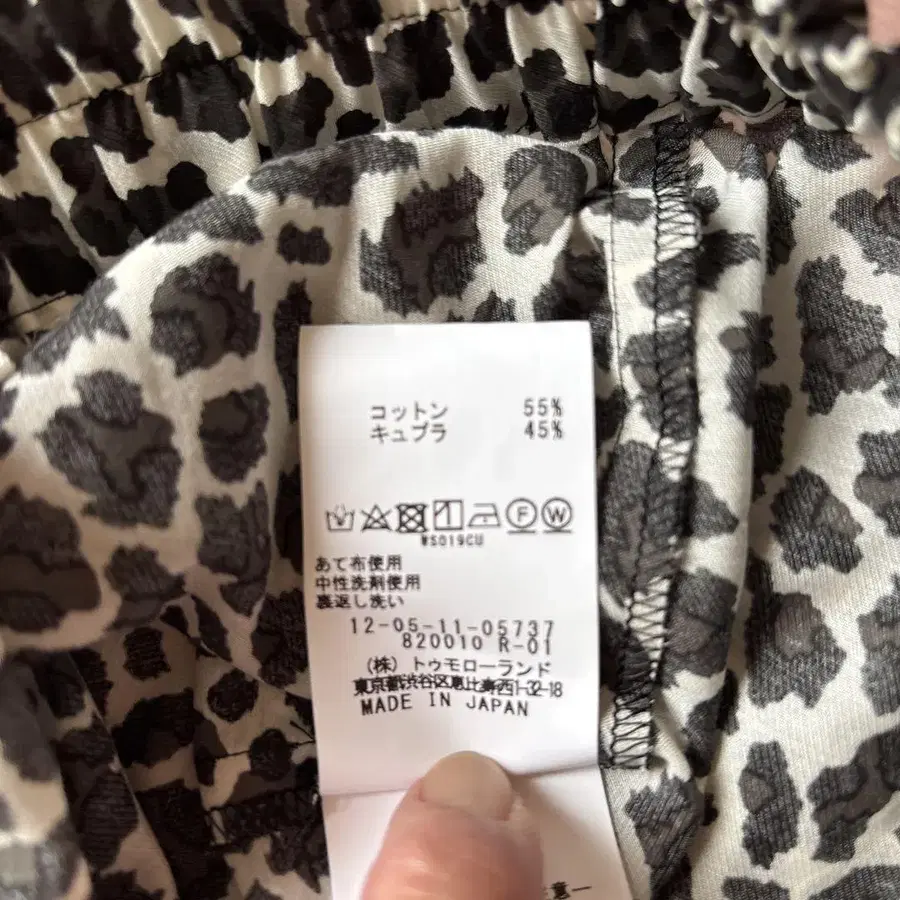 コットン 55%
キュプラ 45%
F W
WS019CU
あて布使用
中性洗剤使用
裏返し洗い
12-05-11-05737
820010 R-01
(株) トゥモローランド
東京都渋谷区恵比寿西1-32-18
MADE IN JAPAN